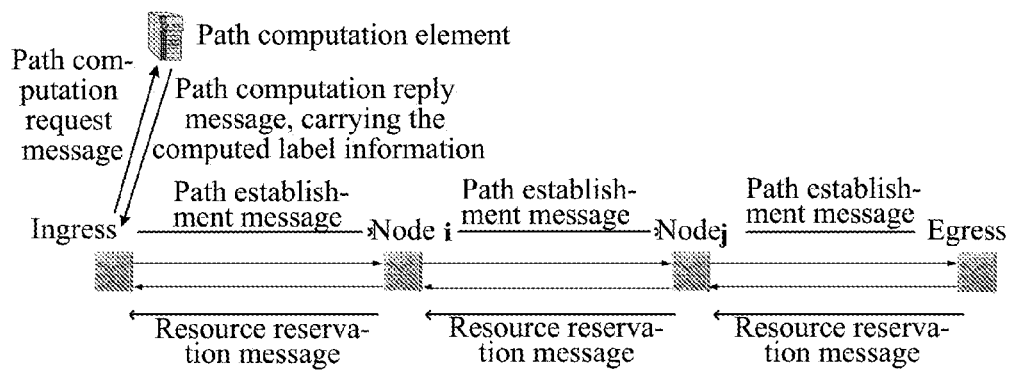 Path computation element
Path com-
putation
request
message
Path computation reply
message, carrying the
computed label information
Path establish-
ment message
Path establish-
ment message
Path establish-
ment message
Ingress
Node i
Node j
Egress
Resource reserva-
tion message
Resource reserva-
tion message
Resource reserva-
tion message